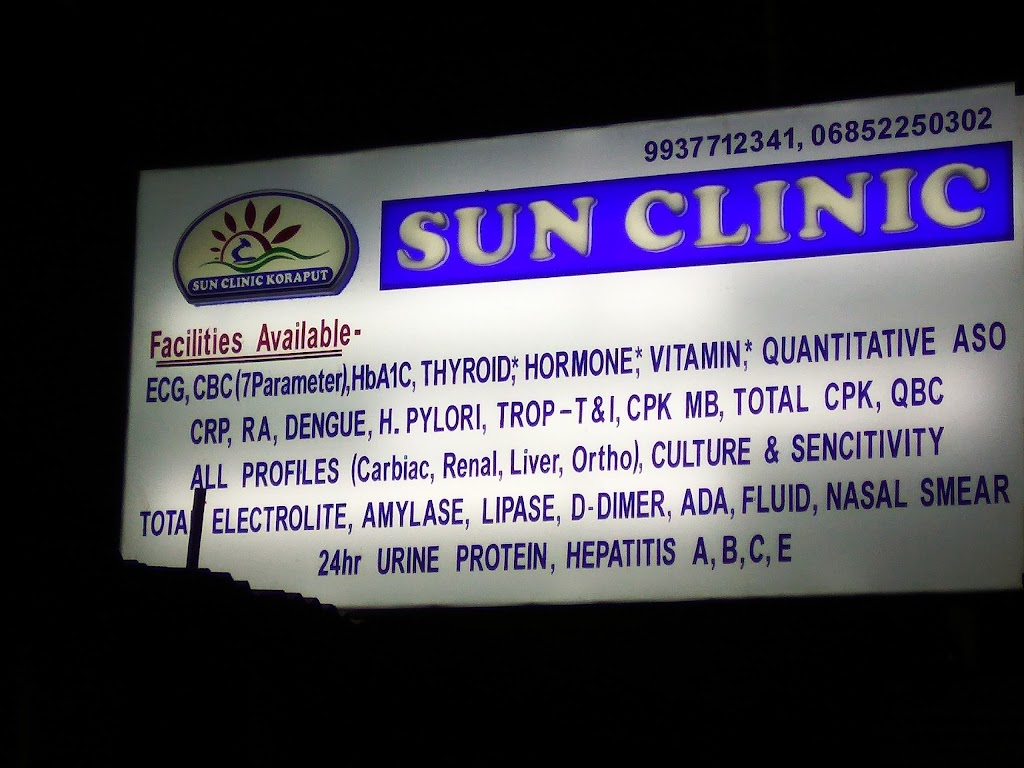 9937712341, 06852250302
SUN CLINIC
SUN CLINIC KORAPUT
Facilities Available-
ECG, CBC (7Parameter), HbA1C, THYROID,* HORMONE,* VITAMIN,* QUANTITATIVE ASO
CRP, RA, DENGUE, H. PYLORI, TROP-T & I, CPK MB, TOTAL CPK, QBC
ALL PROFILES (Carbiac, Renal, Liver, Ortho), CULTURE & SENCITIVITY
TOTAL ELECTROLITE, AMYLASE, LIPASE, D-DIMER, ADA, FLUID, NASAL SMEAR
24hr URINE PROTEIN, HEPATITIS A, B, C, E